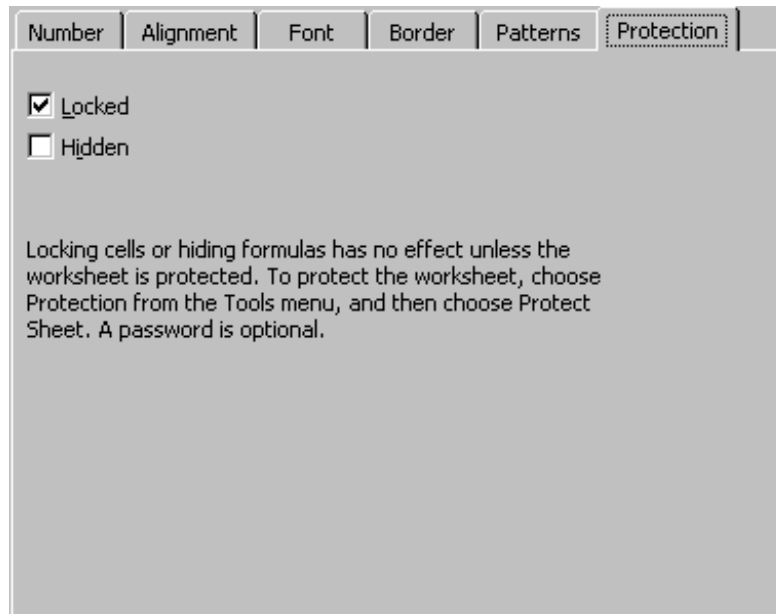 Number Alignment Font Border Patterns Protection
Locked
Hidden
Locking cells or hiding formulas has no effect unless the
worksheet is protected. To protect the worksheet, choose
Protection from the Tools menu, and then choose Protect
Sheet. A password is optional.